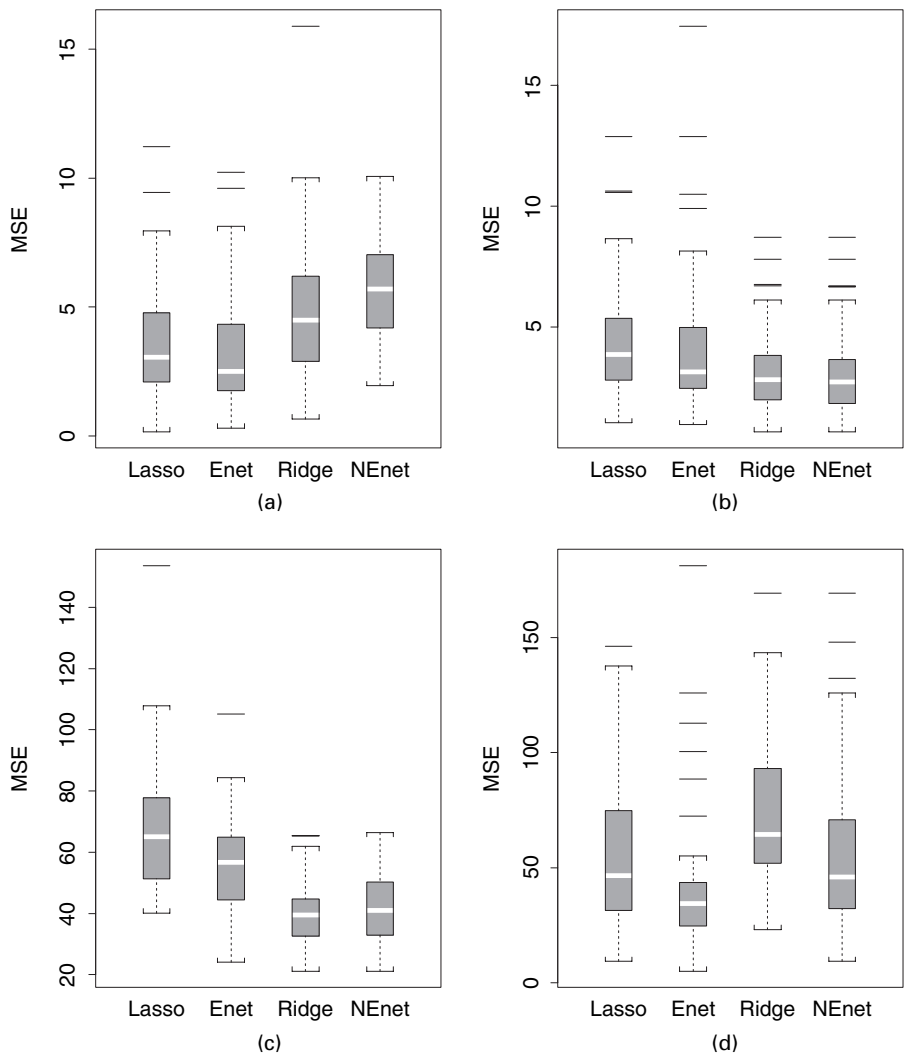 MSE
15
10
5
0
Lasso Enet Ridge NEnet
(a)
MSE
15
10
5
Lasso Enet Ridge NEnet
(b)
MSE
140
120
100
80
60
40
20
Lasso Enet Ridge NEnet
(c)
MSE
150
100
50
0
Lasso Enet Ridge NEnet
(d)